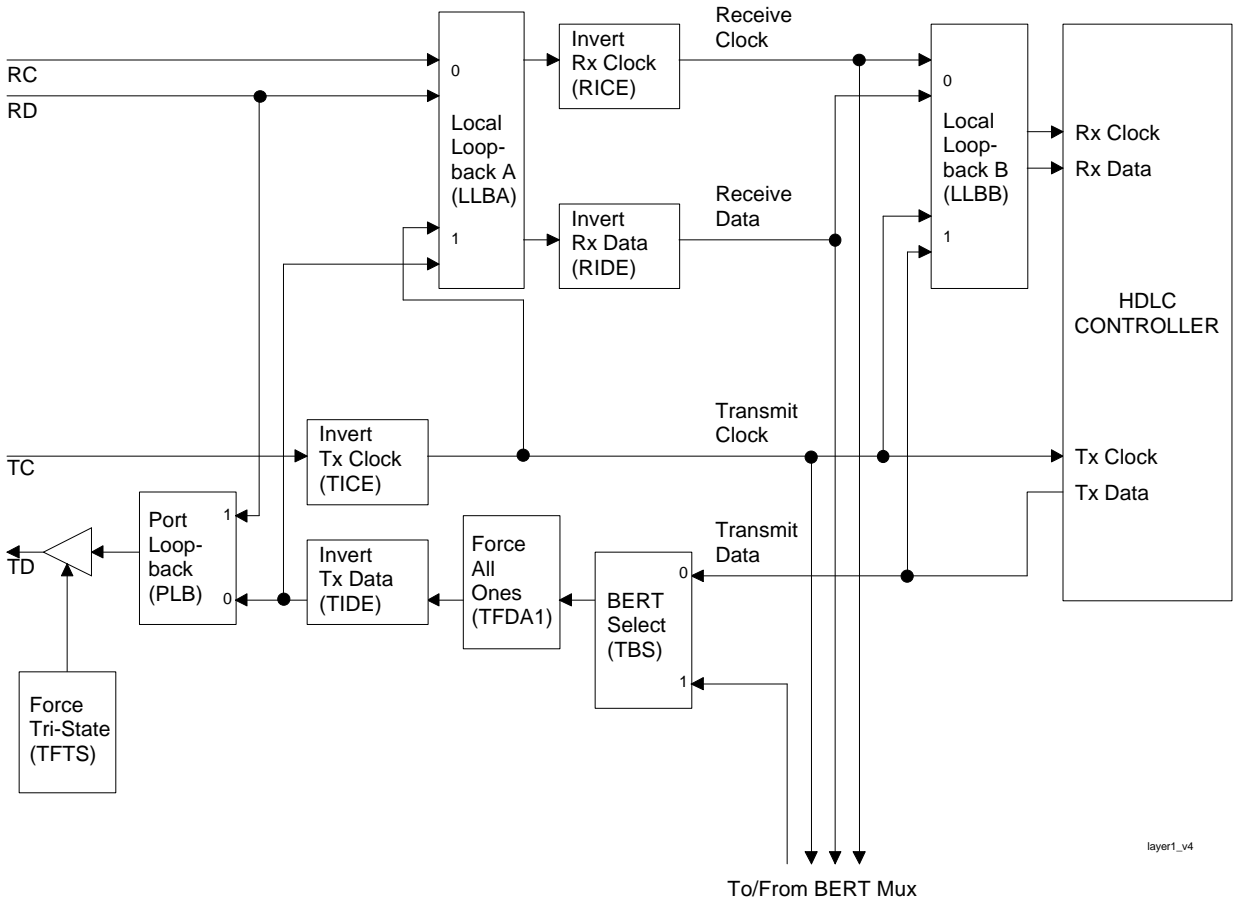 Receive
Clock
Invert
Rx Clock
(RICE)
RC
RD
0
Local
Loop-
back A
(LLBA)
1
0
Local
Loop-
back B
(LLBB)
1
Rx Clock
Rx Data
Receive
Data
Invert
Rx Data
(RIDE)
HDLC
CONTROLLER
Transmit
Clock
Invert
Tx Clock
(TICE)
TC
Tx Clock
Tx Data
Port
Loop-
back
(PLB)
1
0
TD
Invert
Tx Data
(TIDE)
Force
All
Ones
(TFDA1)
Transmit
Data
0
BERT
Select
(TBS)
1
Force
Tri-State
(TFTS)
layer1_v4
To/From BERT Mux